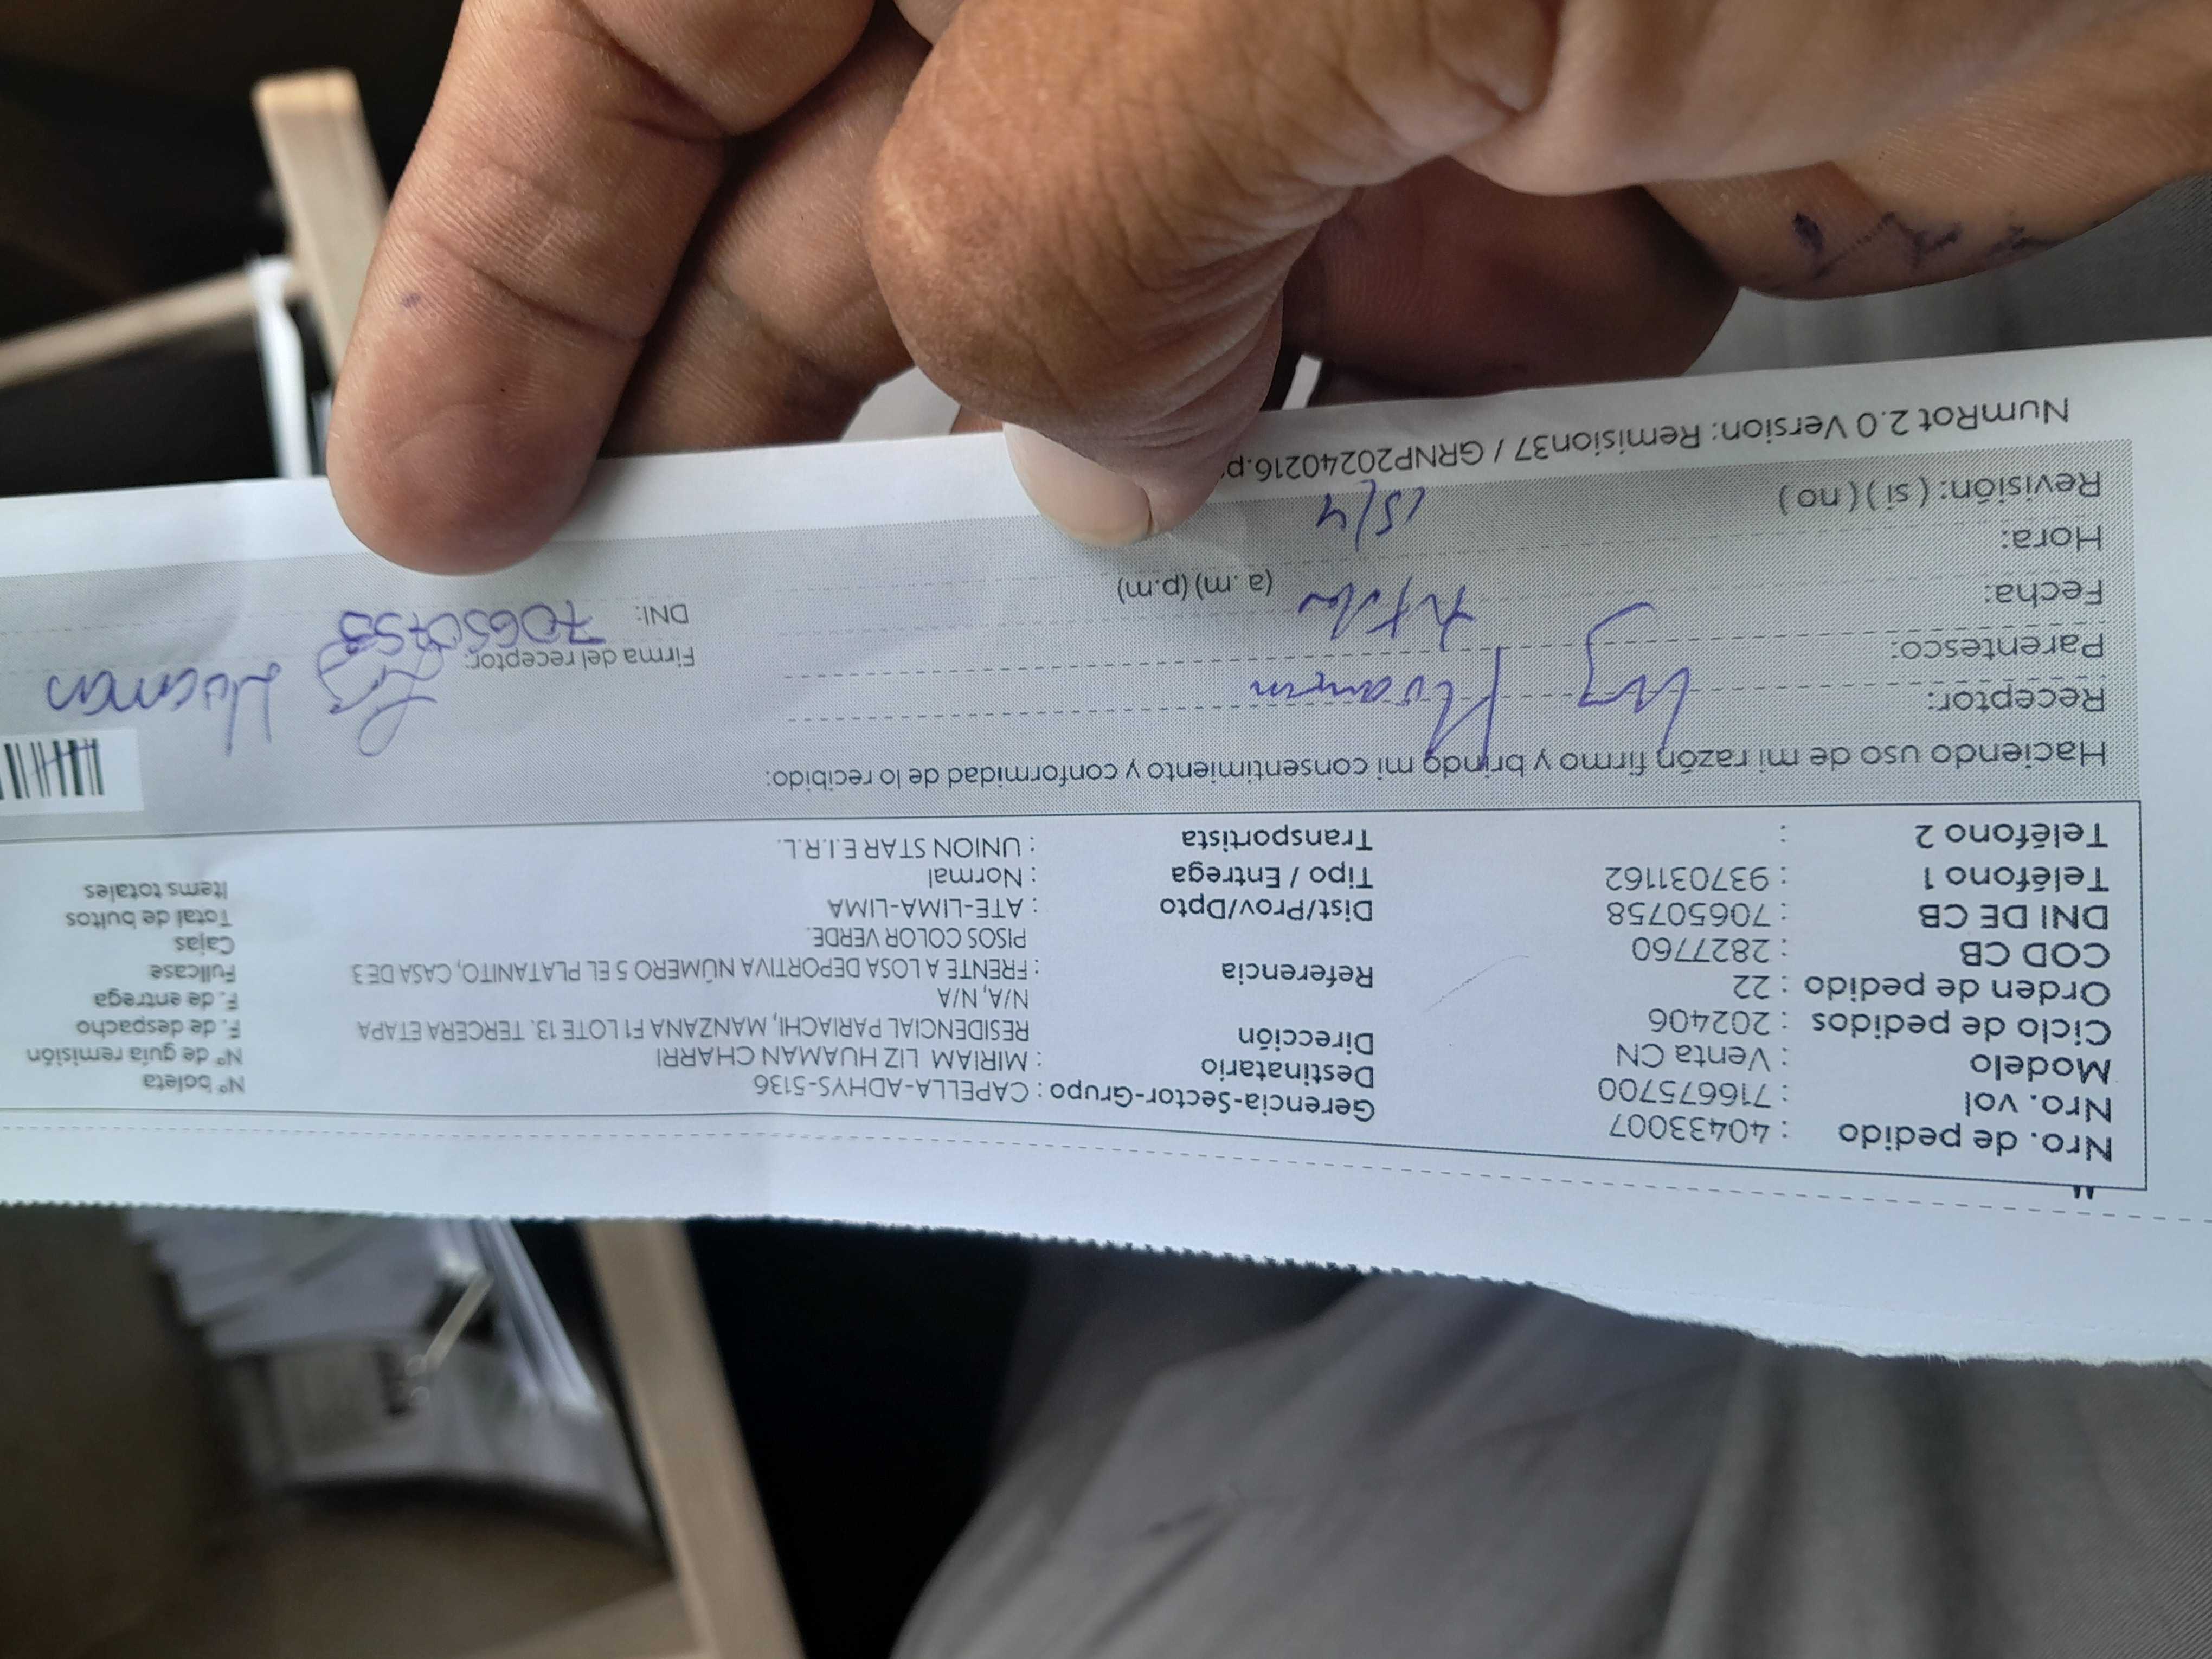 Nro. de pedido : 40433007 Gerencia-Sector-Grupo : CAPELLA-ADHYS-5136 N° boleta
Nro. vol : 716675700 Destinatario : MIRIAM LIZ HUAMAN CHARRI N° de guía remisión
Modelo : Venta CN Dirección RESIDENCIAL PARIACHI, MANZANA F1 LOTE 13. TERCERA ETAPA F. de despacho
Ciclo de pedidos : 202406 N/A, N/A F. de entrega
Orden de pedido : 22 Referencia : FRENTE A LOSA DEPORTIVA NÚMERO 5 EL PLATANITO, CASA DE 3 Fullcase
COD CB : 2827760 PISOS COLOR VERDE. Cajas
DNI DE CB : 70650758 Dist/Prov/Dpto : ATE-LIMA-LIMA Total de bultos
Teléfono 1 : 937031162 Tipo / Entrega : Normal Items totales
Teléfono 2 : Transportista : UNION STAR E.I.R.L.
Haciendo uso de mi razón firmo y brindo mi consentimiento y conformidad de lo recibido:
Receptor: Liz Huaman
Parentesco: Firma del receptor: Liz Huaman
Fecha: DNI:
Hora: (a. m) (p.m)
Revisión: ( si ) ( no ) 15/4
NumRot 2.0 Version: Remision37 / GRNP20240216.p